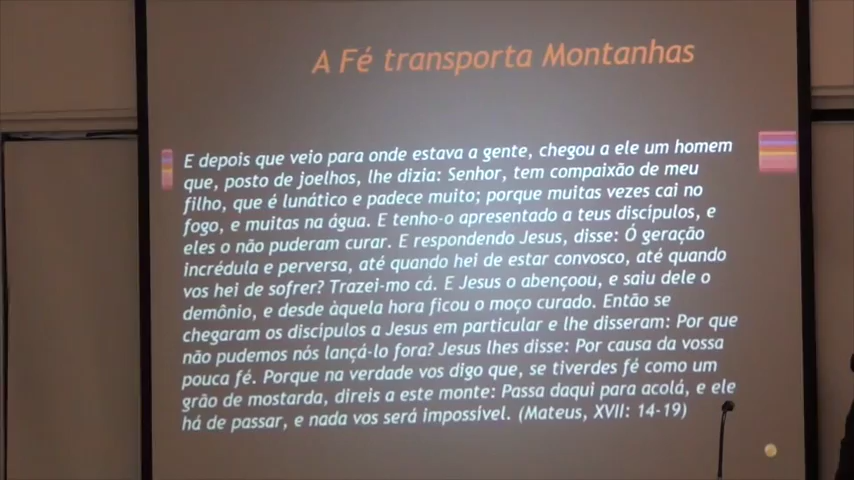 A Fé transporta Montanhas
E depois que veio para onde estava a gente, chegou a ele um homem
que, posto de joelhos, lhe dizia: Senhor, tem compaixão de meu
filho, que é lunático e padece muito; porque muitas vezes cai no
fogo, e muitas na água. E tenho-o apresentado a teus discípulos, e
eles o não puderam curar. E respondendo Jesus, disse: Ó geração
incrédula e perversa, até quando hei de estar convosco, até quando
vos hei de sofrer? Trazei-mo cá. E Jesus o abençoou, e saiu dele o
demônio, e desde àquela hora ficou o moço curado. Então se
chegaram os discípulos a Jesus em particular e lhe disseram: Por que
não pudemos nós lançá-lo fora? Jesus lhes disse: Por causa da vossa
pouca fé. Porque na verdade vos digo que, se tiverdes fé como um
grão de mostarda, direis a este monte: Passa daqui para acolá, e ele
há de passar, e nada vos será impossível. (Mateus, XVII: 14-19)